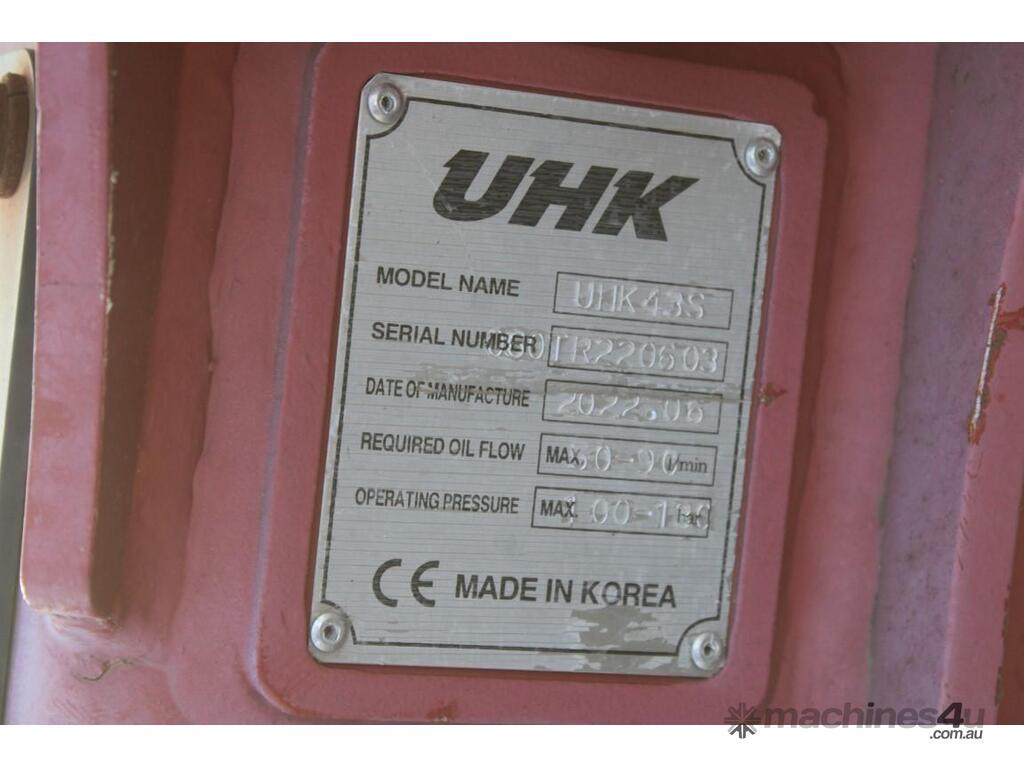 UHK
MODEL NAME UHK43S
SERIAL NUMBER TR220603
DATE OF MANUFACTURE 2022.06
REQUIRED OIL FLOW MAX. l/min
OPERATING PRESSURE MAX. bar
CE MADE IN KOREA
machines4u
.com.au